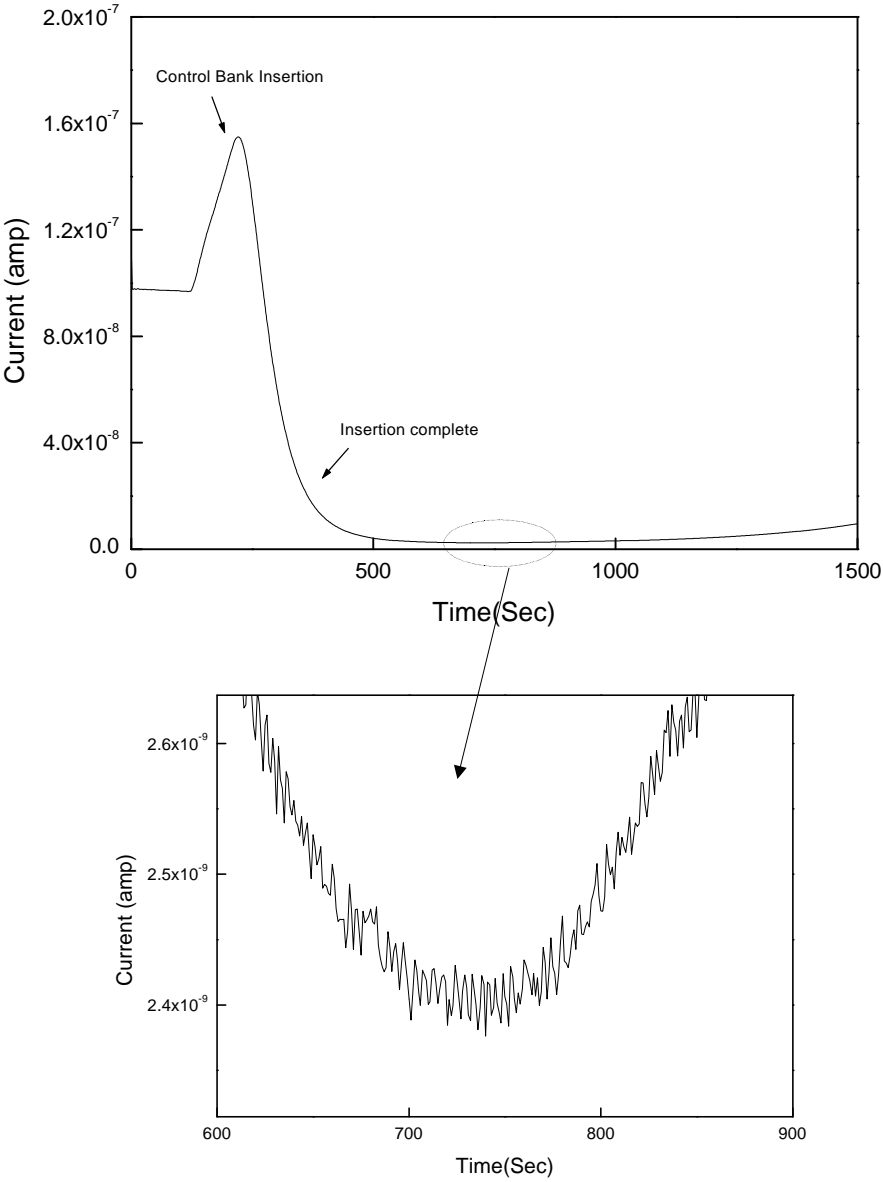 2.0x10⁻⁷
Control Bank Insertion
1.6x10⁻⁷
1.2x10⁻⁷
Current (amp)
8.0x10⁻⁸
Insertion complete
4.0x10⁻⁸
0.0
0 500 1000 1500
Time(Sec)
2.6x10⁻⁹
2.5x10⁻⁹
Current (amp)
2.4x10⁻⁹
600 700 800 900
Time(Sec)